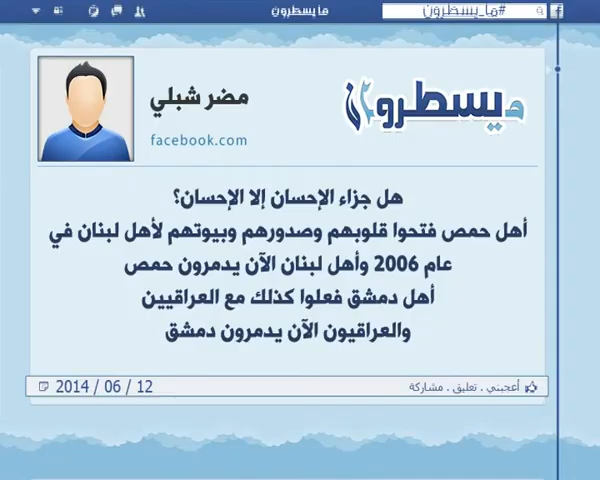 #ما_يسطرون
ما يسطرون
ما يسطرون
مضر شبلي
facebook.com
هل جزاء الإحسان إلا الإحسان؟
أهل حمص فتحوا قلوبهم وصدورهم وبيوتهم لأهل لبنان في
عام 2006 وأهل لبنان الآن يدمرون حمص
أهل دمشق فعلوا كذلك مع العراقيين
والعراقيون الآن يدمرون دمشق
أعجبني . تعليق . مشاركة
2014 / 06 / 12